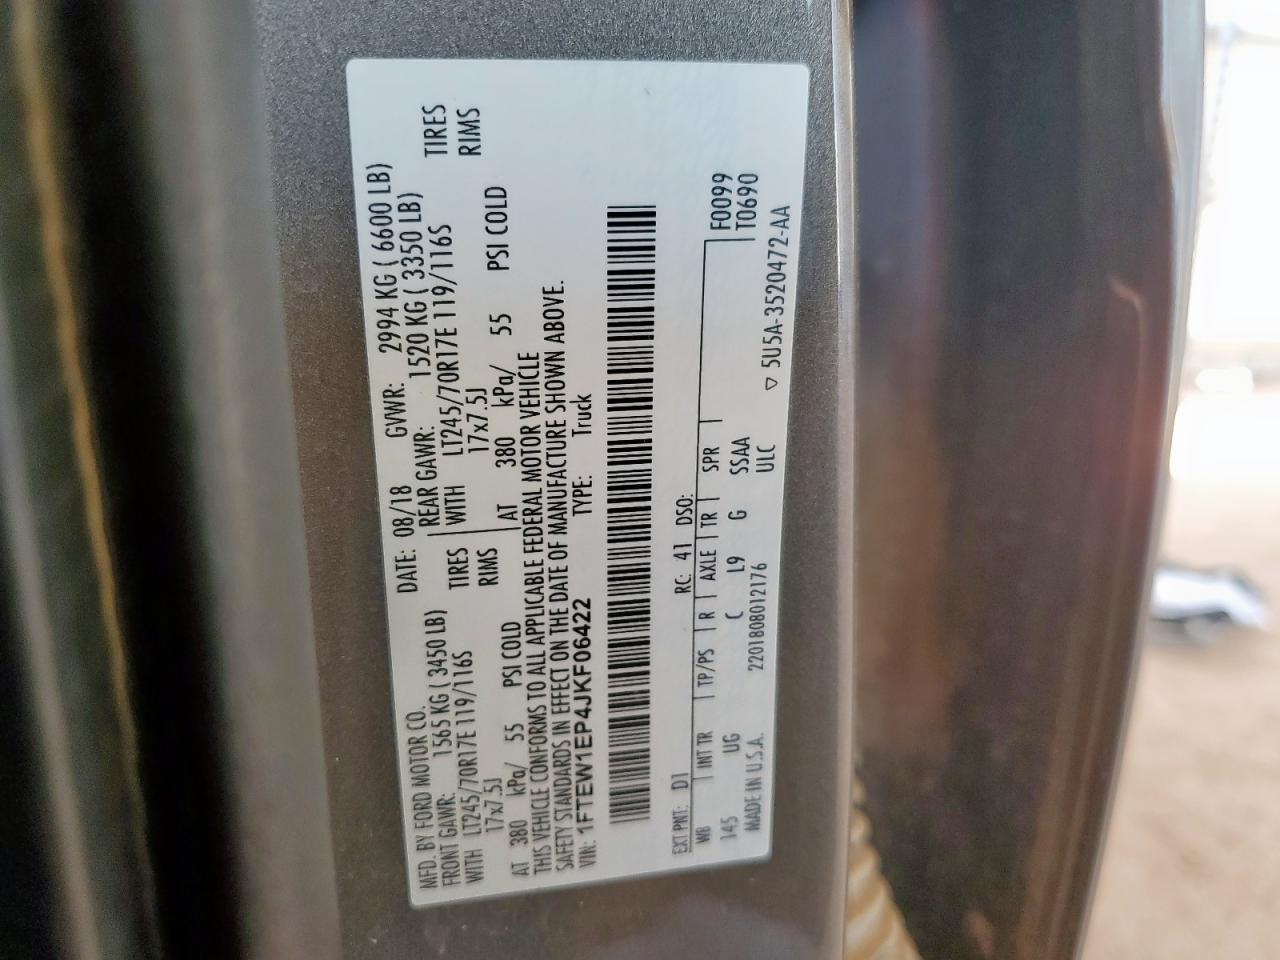 MFD. BY FORD MOTOR CO. DATE: 08/18 GVWR: 2994 KG ( 6600 LB)
FRONT GAWR: 1565 KG ( 3450 LB) REAR GAWR: 1520 KG ( 3350 LB)
WITH LT245/70R17E 119/116S TIRES WITH LT245/70R17E 119/116S TIRES
17x7.5J RIMS 17x7.5J RIMS
AT 380 kPa/ 55 PSI COLD AT 380 kPa/ 55 PSI COLD
THIS VEHICLE CONFORMS TO ALL APPLICABLE FEDERAL MOTOR VEHICLE
SAFETY STANDARDS IN EFFECT ON THE DATE OF MANUFACTURE SHOWN ABOVE.
VIN: 1FTEW1EP4JKF06422 TYPE: Truck
EXT PNT: D1 RC: 41 DSO: F0099
WB INT TR TP/PS R AXLE TR SPR T0690
145 UG C L9 G SSAA
2201808012176 ULC
MADE IN U.S.A. ▽ 5U5A-3520472-AA